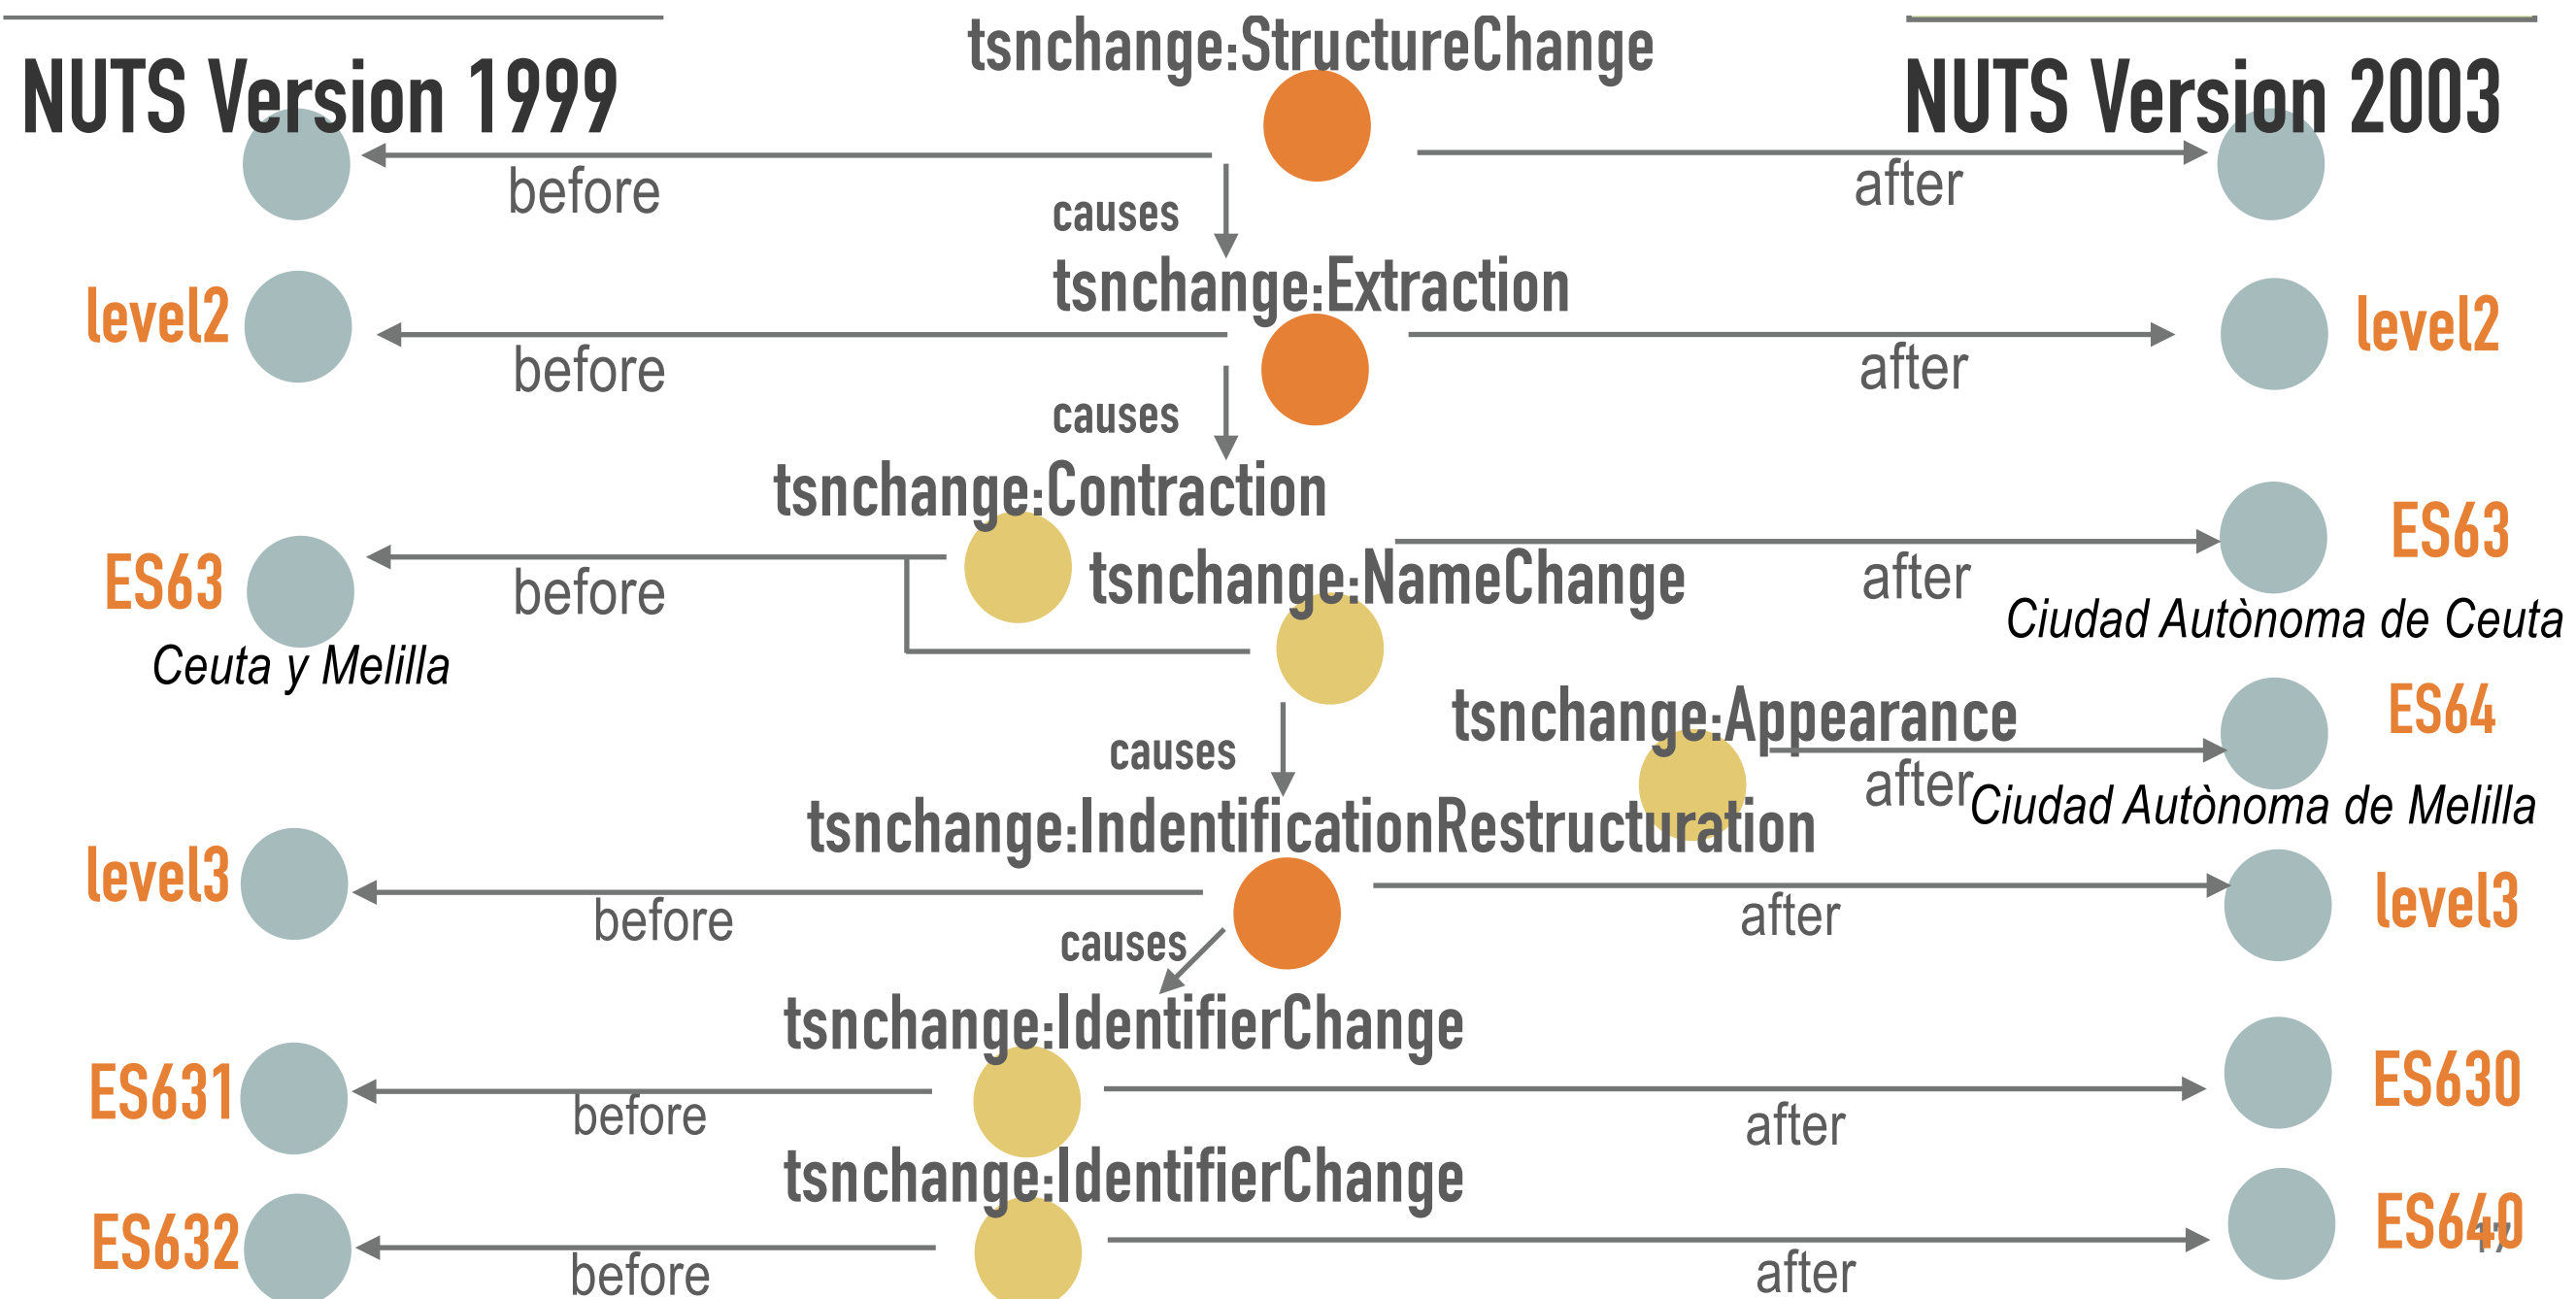 tsnchange:StructureChange
NUTS Version 1999
NUTS Version 2003
before
after
causes
tsnchange:Extraction
level2
level2
before
after
causes
tsnchange:Contraction
ES63
ES63
before
tsnchange:NameChange
after
Ceuta y Melilla
Ciudad Autònoma de Ceuta
tsnchange:Appearance
ES64
causes
after
Ciudad Autònoma de Melilla
tsnchange:IndentificationRestructuration
level3
level3
before
after
causes
tsnchange:IdentifierChange
ES631
ES630
before
after
tsnchange:IdentifierChange
ES632
ES640
17
before
after